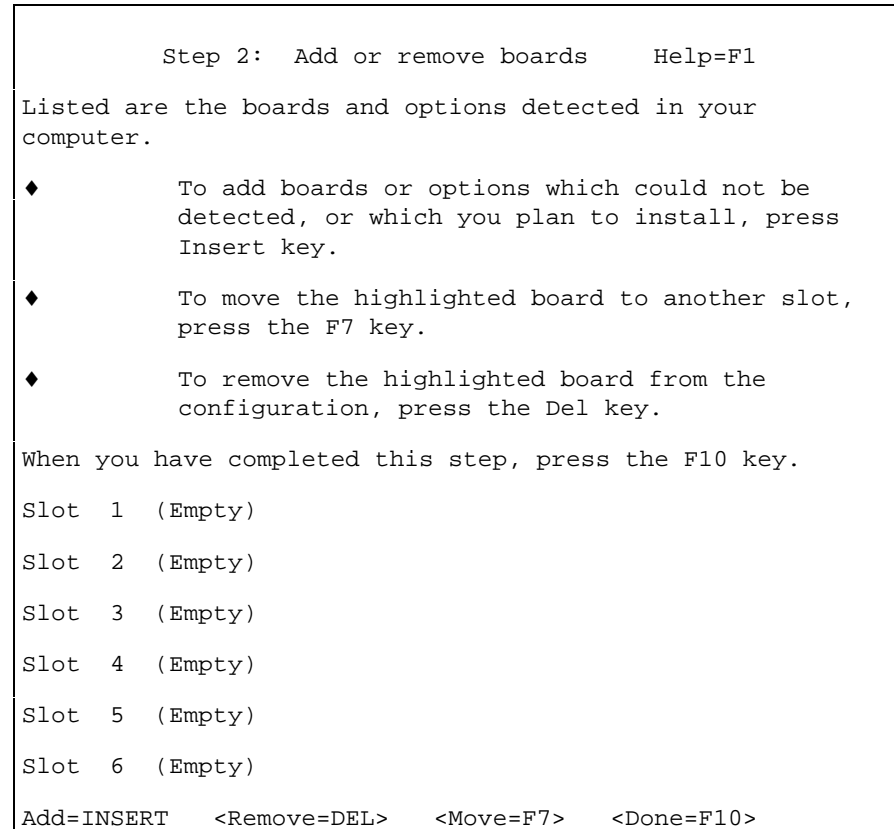 Step 2:  Add or remove boards    Help=F1
Listed are the boards and options detected in your
computer.
♦ To add boards or options which could not be
detected, or which you plan to install, press
Insert key.
♦ To move the highlighted board to another slot,
press the F7 key.
♦ To remove the highlighted board from the
configuration, press the Del key.
When you have completed this step, press the F10 key.
Slot  1  (Empty)
Slot  2  (Empty)
Slot  3  (Empty)
Slot  4  (Empty)
Slot  5  (Empty)
Slot  6  (Empty)
Add=INSERT   <Remove=DEL>   <Move=F7>   <Done=F10>